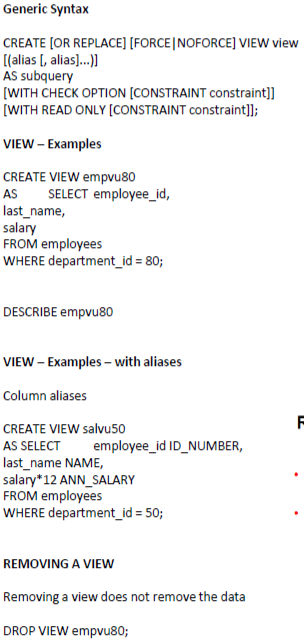 Generic Syntax
CREATE [OR REPLACE] [FORCE|NOFORCE] VIEW view
[(alias [, alias]...)]
AS subquery
[WITH CHECK OPTION [CONSTRAINT constraint]]
[WITH READ ONLY [CONSTRAINT constraint]];
VIEW – Examples
CREATE VIEW empvu80
AS SELECT employee_id,
last_name,
salary
FROM employees
WHERE department_id = 80;
DESCRIBE empvu80
VIEW – Examples – with aliases
Column aliases
CREATE VIEW salvu50
AS SELECT employee_id ID_NUMBER,
last_name NAME,
salary*12 ANN_SALARY
FROM employees
WHERE department_id = 50;
REMOVING A VIEW
Removing a view does not remove the data
DROP VIEW empvu80;